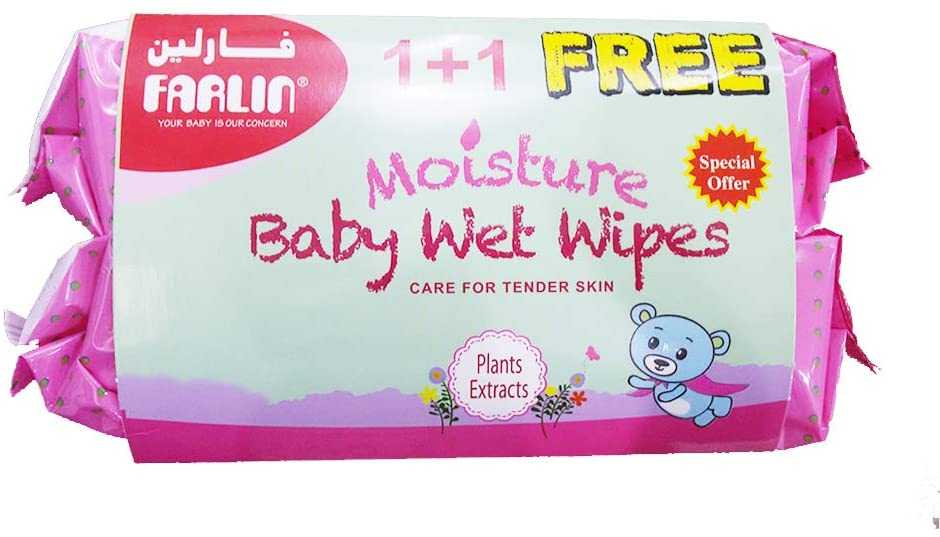 فارلين
FARLIN®
YOUR BABY IS OUR CONCERN
1+1 FREE
Special
Offer
Moisture
Baby Wet Wipes
CARE FOR TENDER SKIN
Plants
Extracts